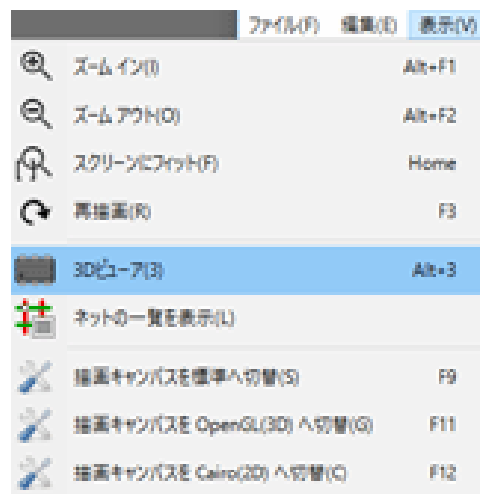 ファイル(F) 編集(E) 表示(V)
ズーム イン(I) Alt+F1
ズーム アウト(O) Alt+F2
スクリーンにフィット(F) Home
再描画(R) F3
3Dビューア(3) Alt+3
ネットの一覧を表示(L)
描画キャンバスを標準へ切替(S) F9
描画キャンバスを OpenGL(3D) へ切替(G) F11
描画キャンバスを Cairo(2D) へ切替(C) F12